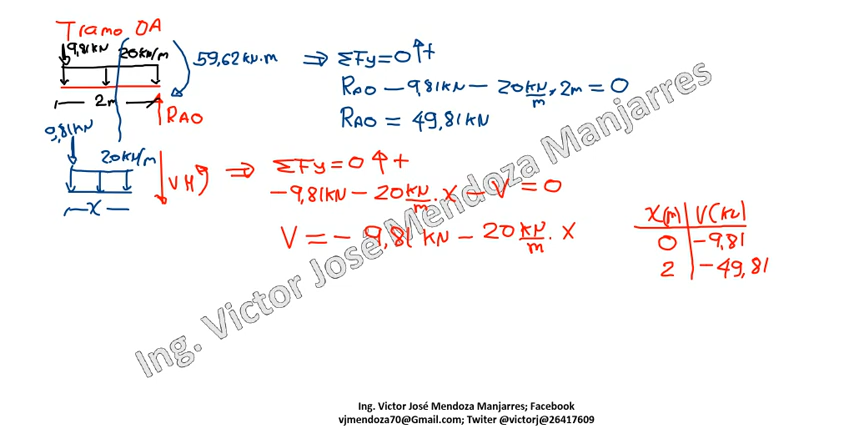 Tramo OA
9,81KN 20KN/m 59,62KN.m
2m
RAO
⇒ ΣFy=0↑+
RAO - 9,81KN - 20KN/m.2m = 0
RAO = 49,81KN
9,81KN
20KN/m
V M
x
⇒ ΣFy=0↑+
-9,81KN - 20KN/m.X - V = 0
V = - 9,81 KN - 20KN/m.X
X(m) V(KN)
0 -9,81
2 -49,81
Ing. Victor José Mendoza Manjarres
Ing. Victor José Mendoza Manjarres; Facebook
vjmendoza70@Gmail.com; Twiter @victorj@26417609